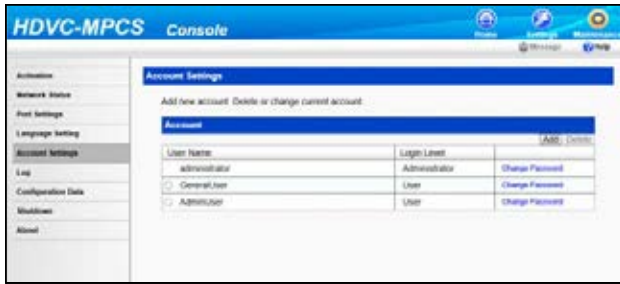 HDVC-MPCS Console
Home Settings Maintenance
Message Help
Activation
Network Status
Port Settings
Language Setting
Account Settings
Log
Configuration Data
Shutdown
About
Account Settings
Add new account. Delete or change current account.
Account
Add Delete
User Name Login Level
administrator Administrator Change Password
GeneralUser User Change Password
AdminUser User Change Password